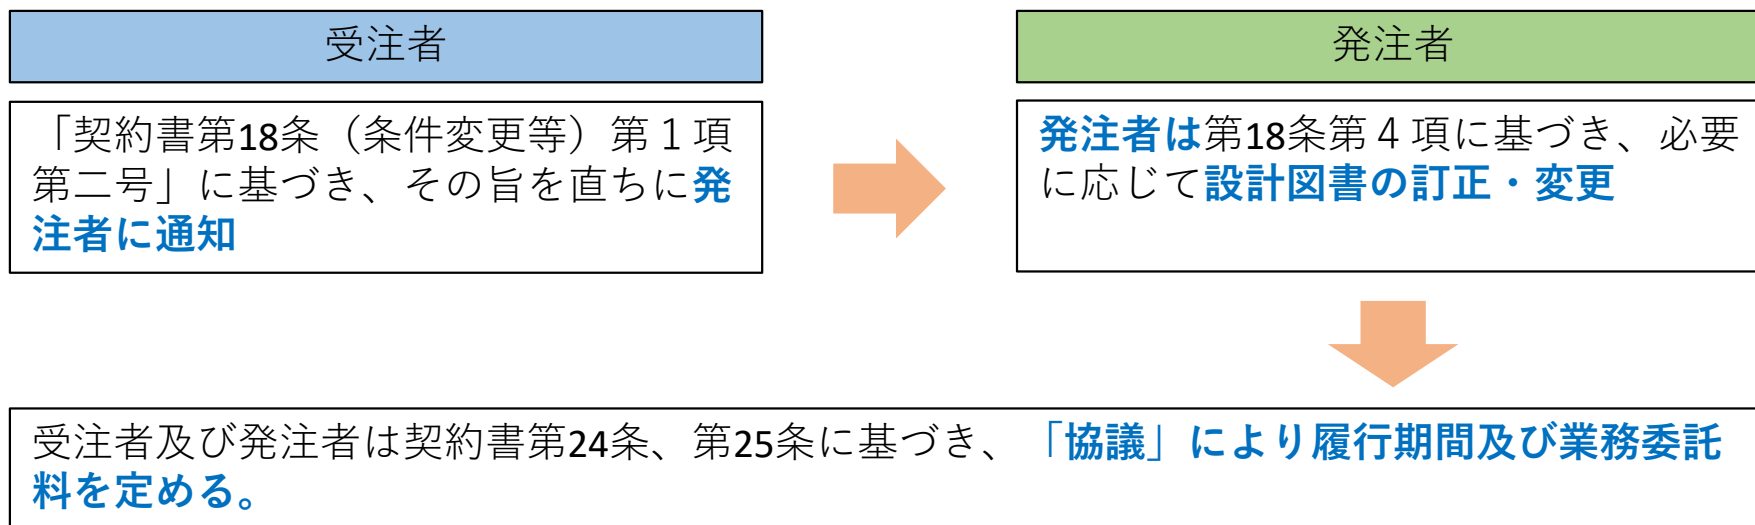 受注者
発注者
「契約書第18条（条件変更等）第１項
第二号」に基づき、その旨を直ちに発
注者に通知
発注者は第18条第４項に基づき、必要
に応じて設計図書の訂正・変更
受注者及び発注者は契約書第24条、第25条に基づき、「協議」により履行期間及び業務委託
料を定める。